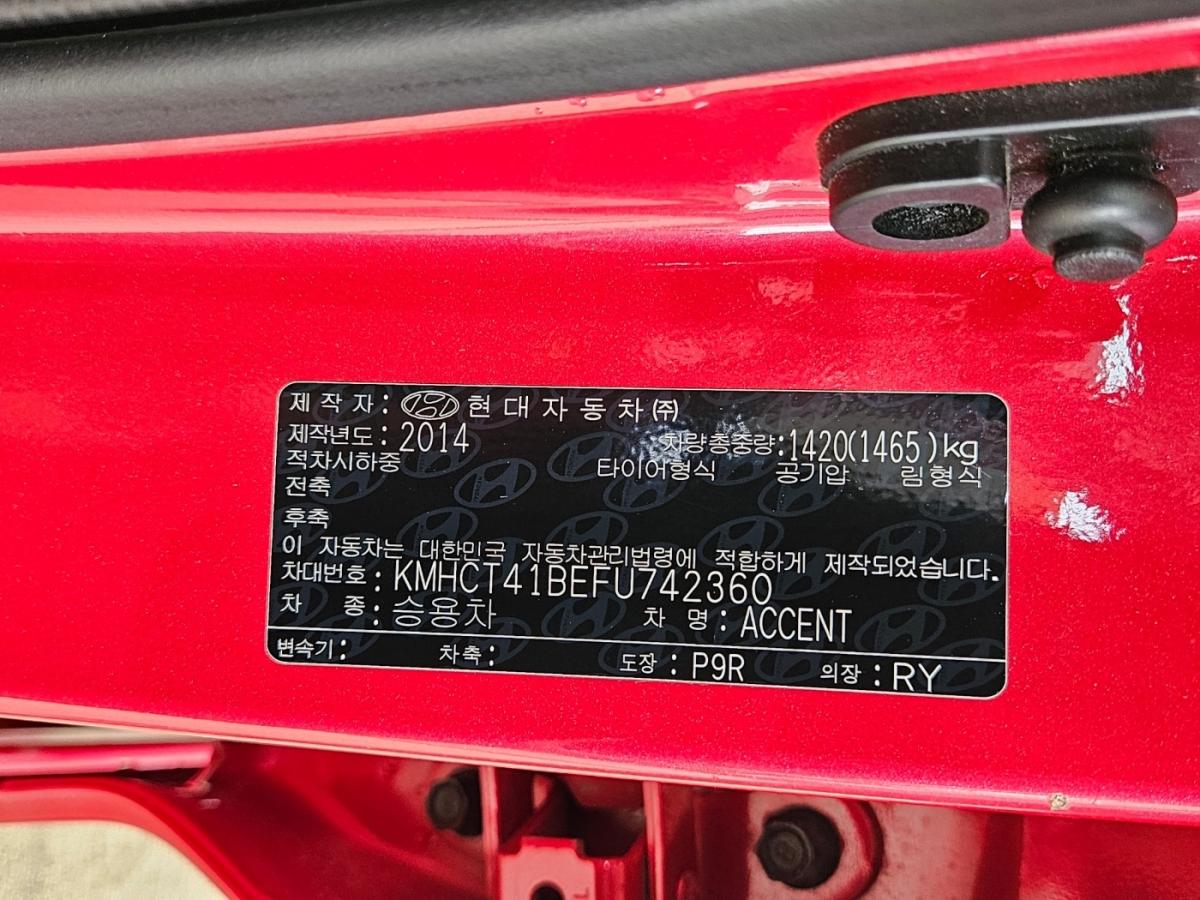 제 작 자 : 현 대 자 동 차 ㈜
제작년도 : 2014 차량총중량:1420(1465)kg
적차시하중 타이어형식 공기압 림형식
전축
후축
이 자동차는 대한민국 자동차관리법령에 적합하게 제작되었습니다.
차대번호 : KMHCT41BEFU742360
차 종 : 승용차 차 명 : ACCENT
변속기 : 차축 : 도장 : P9R 의장 : RY